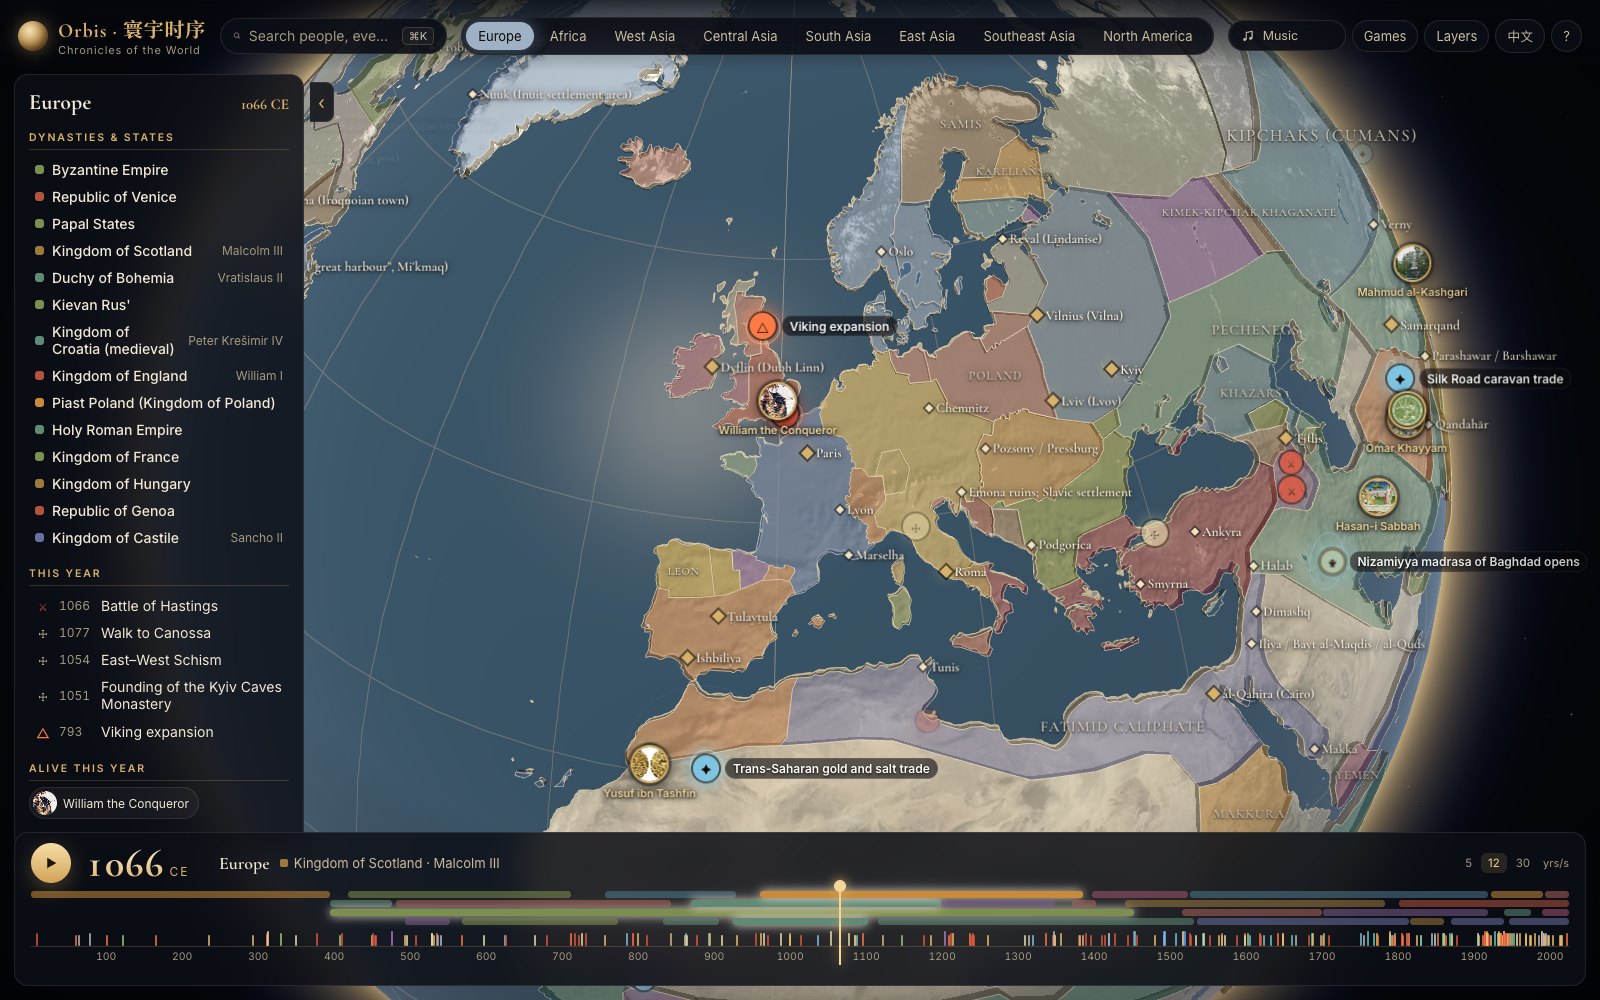 Orbis · 寰宇时序
Chronicles of the World
Search people, eve... ⌘K
Europe
Africa
West Asia
Central Asia
South Asia
East Asia
Southeast Asia
North America
Music
Games
Layers
中文
?
Europe 1066 CE
DYNASTIES & STATES
Byzantine Empire
Republic of Venice
Papal States
Kingdom of Scotland Malcolm III
Duchy of Bohemia Vratislaus II
Kievan Rus'
Kingdom of
Croatia (medieval) Peter Krešimir IV
Kingdom of England William I
Piast Poland (Kingdom of Poland)
Holy Roman Empire
Kingdom of France
Kingdom of Hungary
Republic of Genoa
Kingdom of Castile Sancho II
THIS YEAR
1066 Battle of Hastings
1077 Walk to Canossa
1054 East–West Schism
1051 Founding of the Kyiv Caves
Monastery
793 Viking expansion
ALIVE THIS YEAR
William the Conqueror
Nuuk (Inuit settlement area)
(Iroquoian town)
"great harbour", Mi'kmaq)
SAMIS
KARELIANS
KIPCHAKS (CUMANS)
KIMEK-KIPCHAK KHAGANATE
Verny
Reval (Lindanise)
Oslo
Mahmud al-Kashgari
Vilnius (Vilna)
Viking expansion
PECHENEGS
Samarqand
Parashawar / Barshawar
Dyflin (Dubh Linn)
POLAND
Kyiv
Silk Road caravan trade
KHAZARS
Lviv (Lvov)
Chemnitz
William the Conqueror
Qandahār
Tiflis
Omar Khayyam
Paris
Pozsony / Pressburg
Emona ruins; Slavic settlement
Lyon
Hasan-i Sabbah
Ankyra
Podgorica
Marselha
Halab
Nizamiyya madrasa of Baghdad opens
LEON
Roma
Smyrna
Dimashq
Tulaytula
Iliya / Bayt al-Maqdis / al-Quds
Ishbiliya
Tunis
al-Qahira (Cairo)
FATIMID CALIPHATE
Makka
Trans-Saharan gold and salt trade
YEMEN
Yusuf ibn Tashfin
MAKKURA
1066 CE
Europe Kingdom of Scotland · Malcolm III
5 12 30 yrs/s
100 200 300 400 500 600 700 800 900 1000 1100 1200 1300 1400 1500 1600 1700 1800 1900 2000